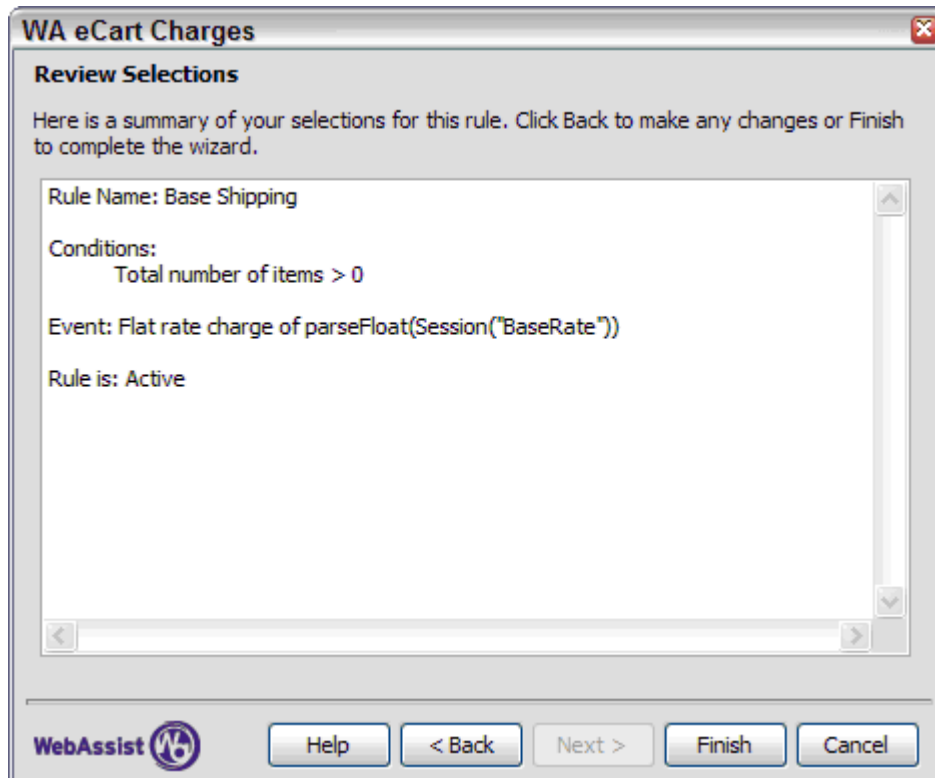 WA eCart Charges
Review Selections
Here is a summary of your selections for this rule. Click Back to make any changes or Finish
to complete the wizard.
Rule Name: Base Shipping
Conditions:
Total number of items > 0
Event: Flat rate charge of parseFloat(Session("BaseRate"))
Rule is: Active
WebAssist
Help
< Back
Next >
Finish
Cancel